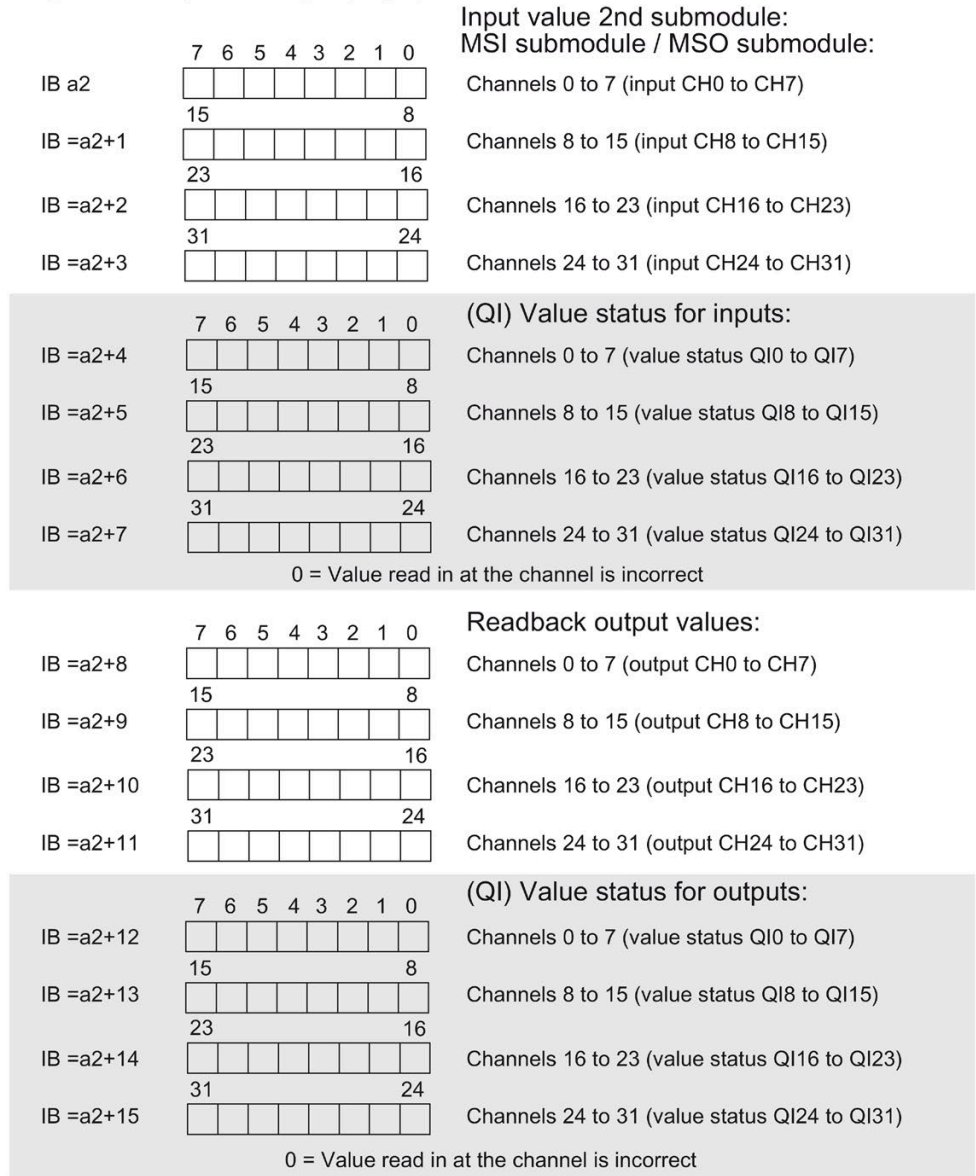 Input value 2nd submodule:
MSI submodule / MSO submodule:
7 6 5 4 3 2 1 0
IB a2 Channels 0 to 7 (input CH0 to CH7)
15 8
IB =a2+1 Channels 8 to 15 (input CH8 to CH15)
23 16
IB =a2+2 Channels 16 to 23 (input CH16 to CH23)
31 24
IB =a2+3 Channels 24 to 31 (input CH24 to CH31)
(QI) Value status for inputs:
7 6 5 4 3 2 1 0
IB =a2+4 Channels 0 to 7 (value status QI0 to QI7)
15 8
IB =a2+5 Channels 8 to 15 (value status QI8 to QI15)
23 16
IB =a2+6 Channels 16 to 23 (value status QI16 to QI23)
31 24
IB =a2+7 Channels 24 to 31 (value status QI24 to QI31)
0 = Value read in at the channel is incorrect
Readback output values:
7 6 5 4 3 2 1 0
IB =a2+8 Channels 0 to 7 (output CH0 to CH7)
15 8
IB =a2+9 Channels 8 to 15 (output CH8 to CH15)
23 16
IB =a2+10 Channels 16 to 23 (output CH16 to CH23)
31 24
IB =a2+11 Channels 24 to 31 (output CH24 to CH31)
(QI) Value status for outputs:
7 6 5 4 3 2 1 0
IB =a2+12 Channels 0 to 7 (value status QI0 to QI7)
15 8
IB =a2+13 Channels 8 to 15 (value status QI8 to QI15)
23 16
IB =a2+14 Channels 16 to 23 (value status QI16 to QI23)
31 24
IB =a2+15 Channels 24 to 31 (value status QI24 to QI31)
0 = Value read in at the channel is incorrect